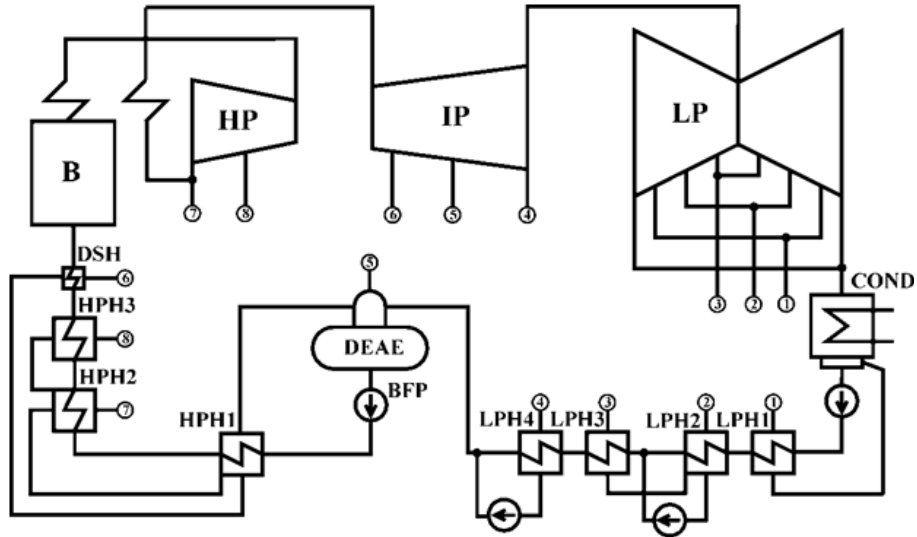 HP
IP
LP
B
⑦
⑧
⑥
⑤
④
③
②
①
DSH
⑥
⑤
COND
HPH3
⑧
DEAE
HPH2
⑦
BFP
HPH1
④
③
②
①
LPH4
LPH3
LPH2
LPH1